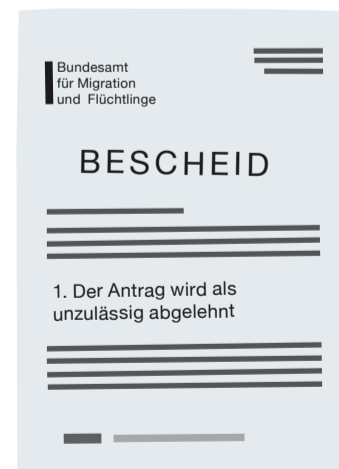 Bundesamt
für Migration
und Flüchtlinge
BESCHEID
1. Der Antrag wird als
unzulässig abgelehnt